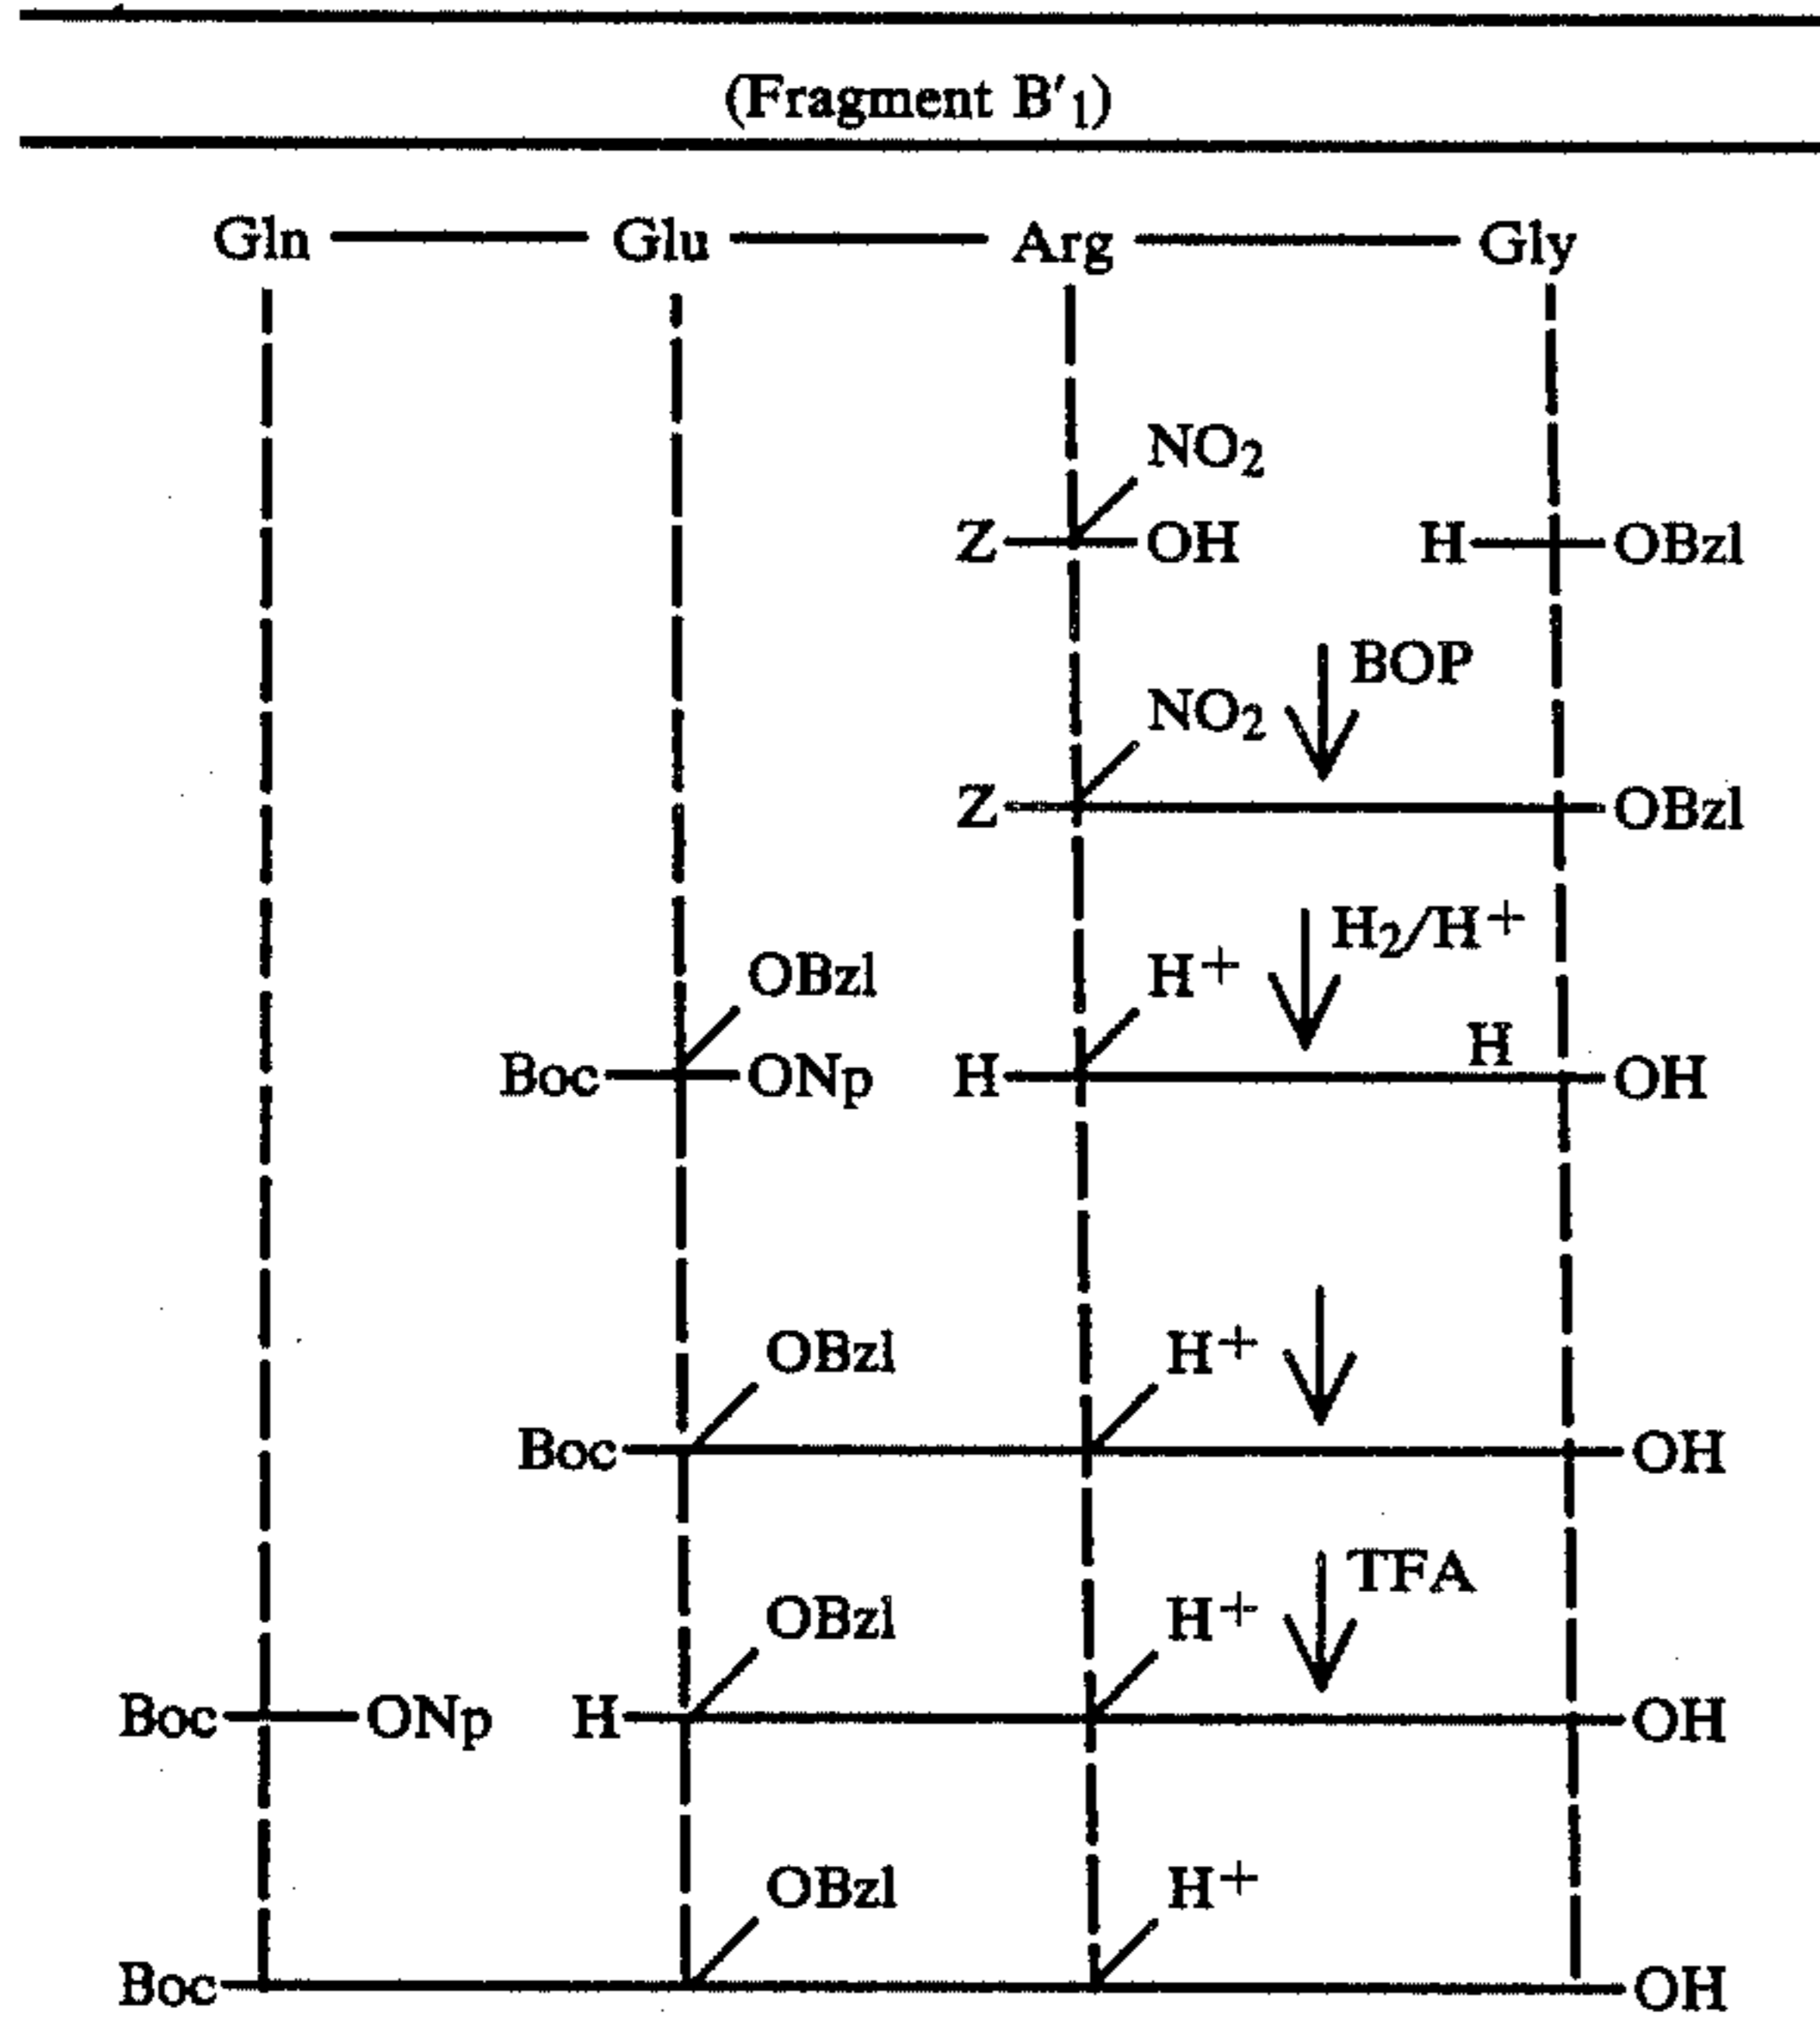 (Fragment B′₁)
Gln Glu Arg Gly
NO₂
Z OH H OBzl
BOP
NO₂
Z OBzl
H₂/H⁺
OBzl H⁺
H
Boc ONp H OH
OBzl H⁺
Boc OH
TFA
OBzl H⁺
Boc ONp H OH
OBzl H⁺
Boc OH